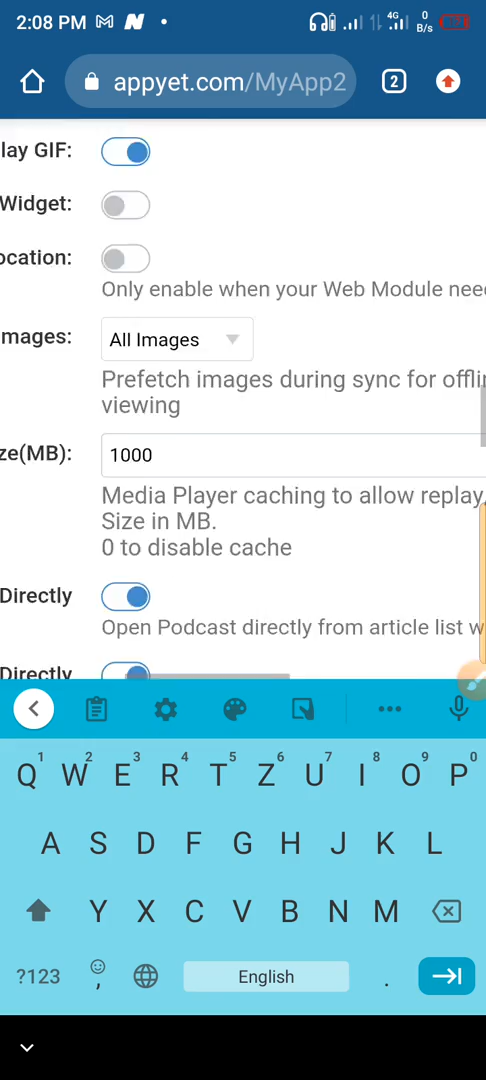 2:08 PM
4G 0 B/s
appyet.com/MyApp2
2
lay GIF:
Widget:
ocation:
Only enable when your Web Module nee
mages:
All Images
Prefetch images during sync for offli
viewing
ze(MB):
1000
Media Player caching to allow replay.
Size in MB.
0 to disable cache
Directly
Open Podcast directly from article list w
Directly
1 2 3 4 5 6 7 8 9 0
Q W E R T Z U I O P
A S D F G H J K L
Y X C V B N M
?123 , English .